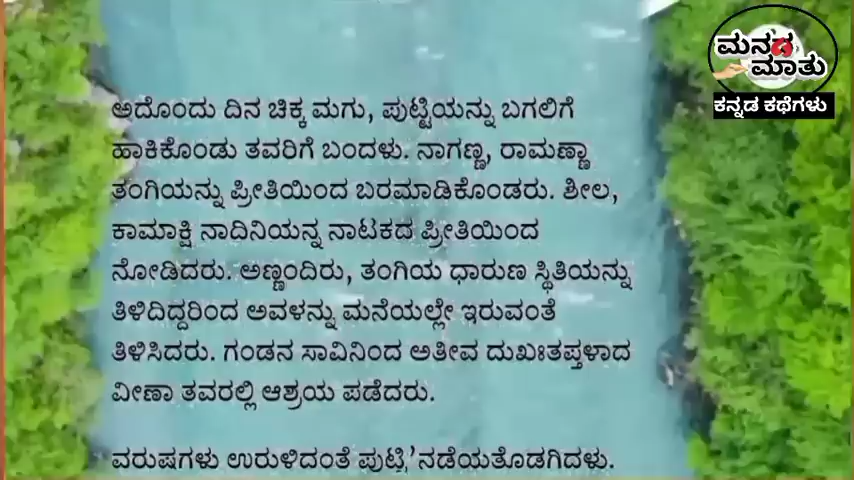 ಮನದ
ಮಾತು
ಕನ್ನಡ ಕಥೆಗಳು
ಅದೊಂದು ದಿನ ಚಿಕ್ಕ ಮಗು, ಪುಟ್ಟಿಯನ್ನು ಬಗಲಿಗೆ
ಹಾಕಿಕೊಂಡು ತವರಿಗೆ ಬಂದಳು. ನಾಗಣ್ಣ, ರಾಮಣ್ಣಾ
ತಂಗಿಯನ್ನು ಪ್ರೀತಿಯಿಂದ ಬರಮಾಡಿಕೊಂಡರು. ಶೀಲ,
ಕಾಮಾಕ್ಷಿ ನಾದಿನಿಯನ್ನ ನಾಟಕದ ಪ್ರೀತಿಯಿಂದ
ನೋಡಿದರು. ಅಣ್ಣಂದಿರು, ತಂಗಿಯ ಧಾರುಣ ಸ್ಥಿತಿಯನ್ನು
ತಿಳಿದಿದ್ದರಿಂದ ಅವಳನ್ನು ಮನೆಯಲ್ಲೇ ಇರುವಂತೆ
ತಿಳಿಸಿದರು. ಗಂಡನ ಸಾವಿನಿಂದ ಅತೀವ ದುಖಃತಪ್ತಳಾದ
ವೀಣಾ ತವರಲ್ಲಿ ಆಶ್ರಯ ಪಡೆದರು.
ವರುಷಗಳು ಉರುಳಿದಂತೆ ಪುಟ್ಟಿ’ನಡೆಯತೊಡಗಿದಳು.